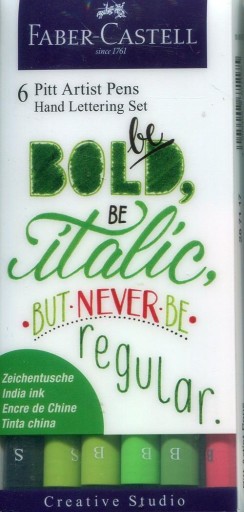 FABER-CASTELL
since 1761
6 Pitt Artist Pens
Hand Lettering Set
be
BOLD,
BE
italic,
·BUT·NEVER·BE·
regular.
Zeichentusche
India ink
Encre de Chine
Tinta china
S S B B B B
Creative Studio